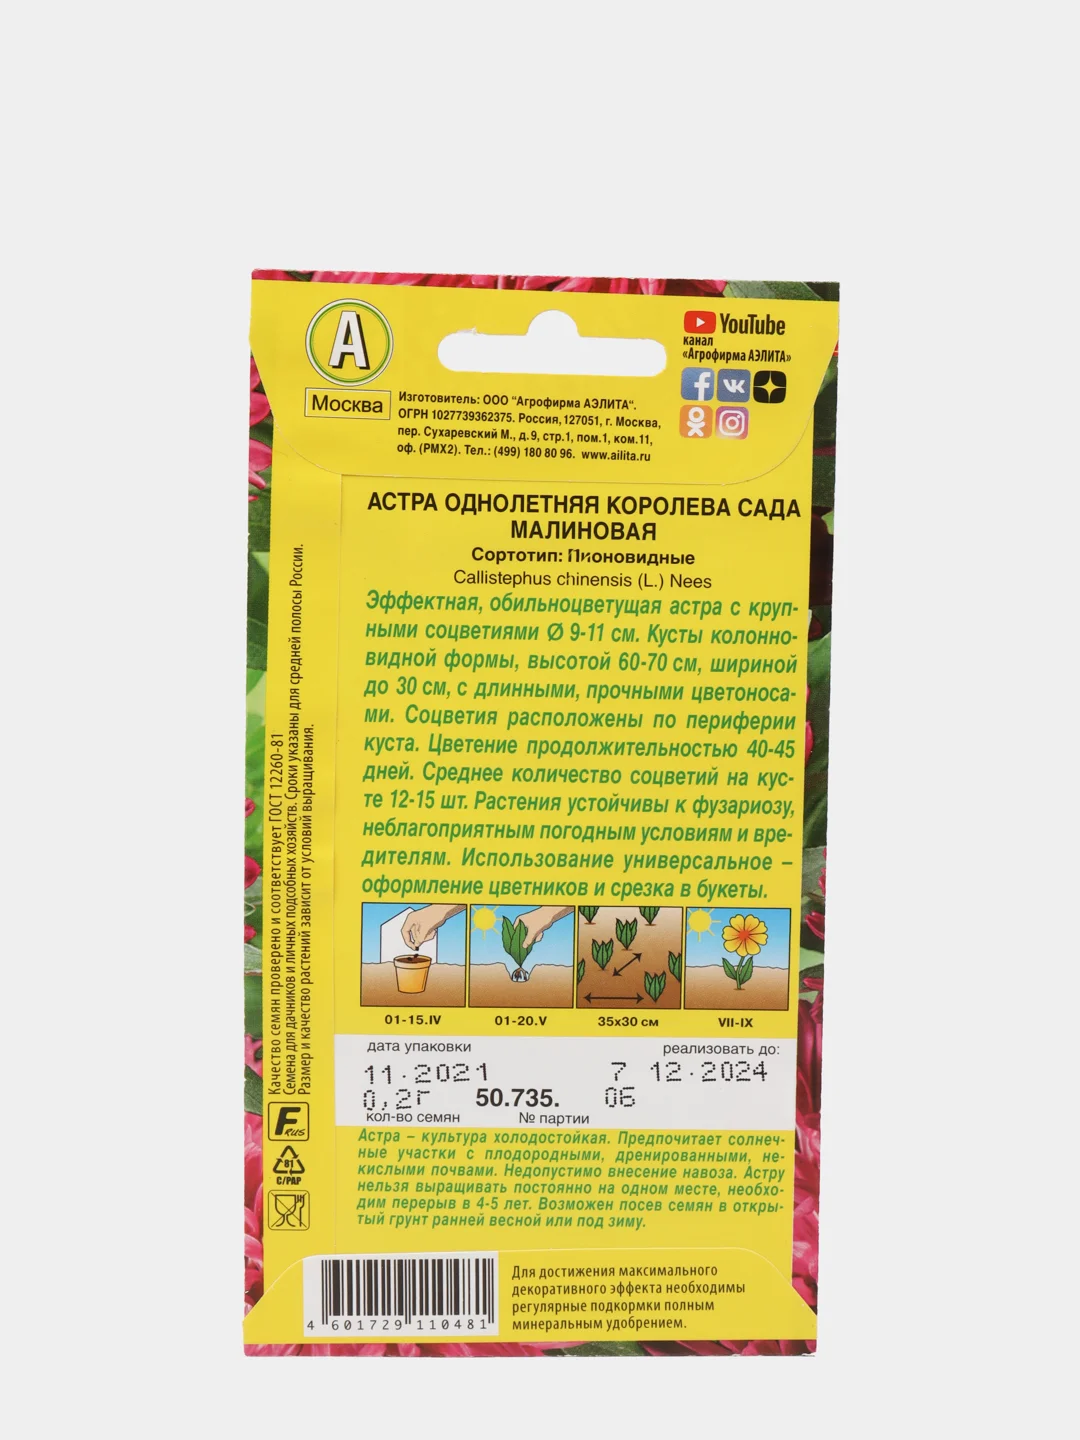 А
Москва
Изготовитель: ООО "Агрофирма АЭЛИТА".
ОГРН 1027739362375. Россия, 127051, г. Москва,
пер. Сухаревский М., д.9, стр.1, пом.1, ком.11,
оф. (РМХ2). Тел.: (499) 180 80 96. www.ailita.ru
YouTube
канал
«Агрофирма АЭЛИТА»
АСТРА ОДНОЛЕТНЯЯ КОРОЛЕВА САДА
МАЛИНОВАЯ
Сортотип: Пионовидные
Callistephus chinensis (L.) Nees
Эффектная, обильноцветущая астра с круп-
ными соцветиями Ø 9-11 см. Кусты колонно-
видной формы, высотой 60-70 см, шириной
до 30 см, с длинными, прочными цветоноса-
ми. Соцветия расположены по периферии
куста. Цветение продолжительностью 40-45
дней. Среднее количество соцветий на кус-
те 12-15 шт. Растения устойчивы к фузариозу,
неблагоприятным погодным условиям и вре-
дителям. Использование универсальное –
оформление цветников и срезка в букеты.
01-15.IV 01-20.V 35x30 см VII-IX
дата упаковки реализовать до:
11.2021 7 12.2024
0,2г 50.735. 06
кол-во семян № партии
Астра – культура холодостойкая. Предпочитает солнеч-
ные участки с плодородными, дренированными, не-
кислыми почвами. Недопустимо внесение навоза. Астру
нельзя выращивать постоянно на одном месте, необхо-
дим перерыв в 4-5 лет. Возможен посев семян в откры-
тый грунт ранней весной или под зиму.
Качество семян проверено и соответствует ГОСТ 12260-81
Семена для дачников и личных подсобных хозяйств. Сроки указаны для средней полосы России.
Размер и качество растений зависит от условий выращивания.
F RUS
81
C/PAP
4 601729 110481
Для достижения максимального
декоративного эффекта необходимы
регулярные подкормки полным
минеральным удобрением.